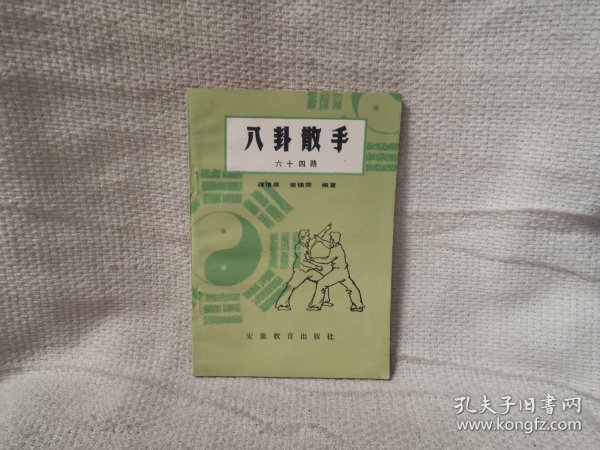 八卦散手
六十四路
编著
安徽教育出版社
孔夫子旧书网
www.kongfz.com